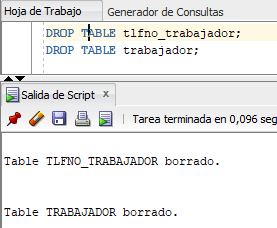 Hoja de Trabajo Generador de Consultas
DROP TABLE tlfno_trabajador;
DROP TABLE trabajador;
Salida de Script
Tarea terminada en 0,096 seg
Table TLFNO_TRABAJADOR borrado.
Table TRABAJADOR borrado.